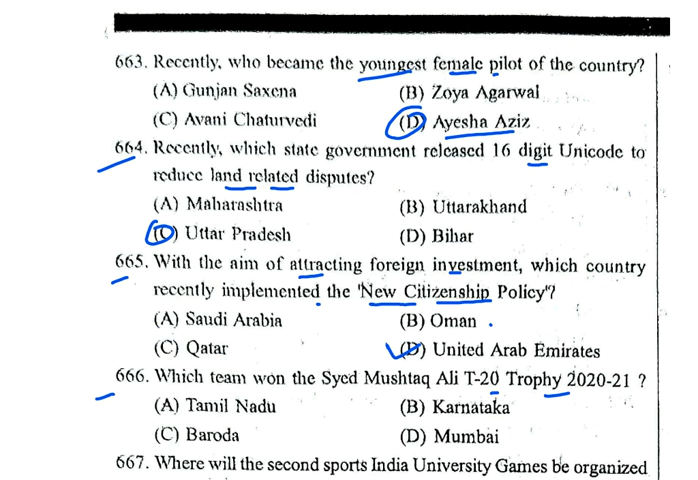 663. Recently, who became the youngest female pilot of the country?
(A) Gunjan Saxena (B) Zoya Agarwal
(C) Avani Chaturvedi (D) Ayesha Aziz
664. Recently, which state government released 16 digit Unicode to
reduce land related disputes?
(A) Maharashtra (B) Uttarakhand
(C) Uttar Pradesh (D) Bihar
665. With the aim of attracting foreign investment, which country
recently implemented the 'New Citizenship Policy'?
(A) Saudi Arabia (B) Oman
(C) Qatar (D) United Arab Emirates
666. Which team won the Syed Mushtaq Ali T-20 Trophy 2020-21 ?
(A) Tamil Nadu (B) Karnataka
(C) Baroda (D) Mumbai
667. Where will the second sports India University Games be organized